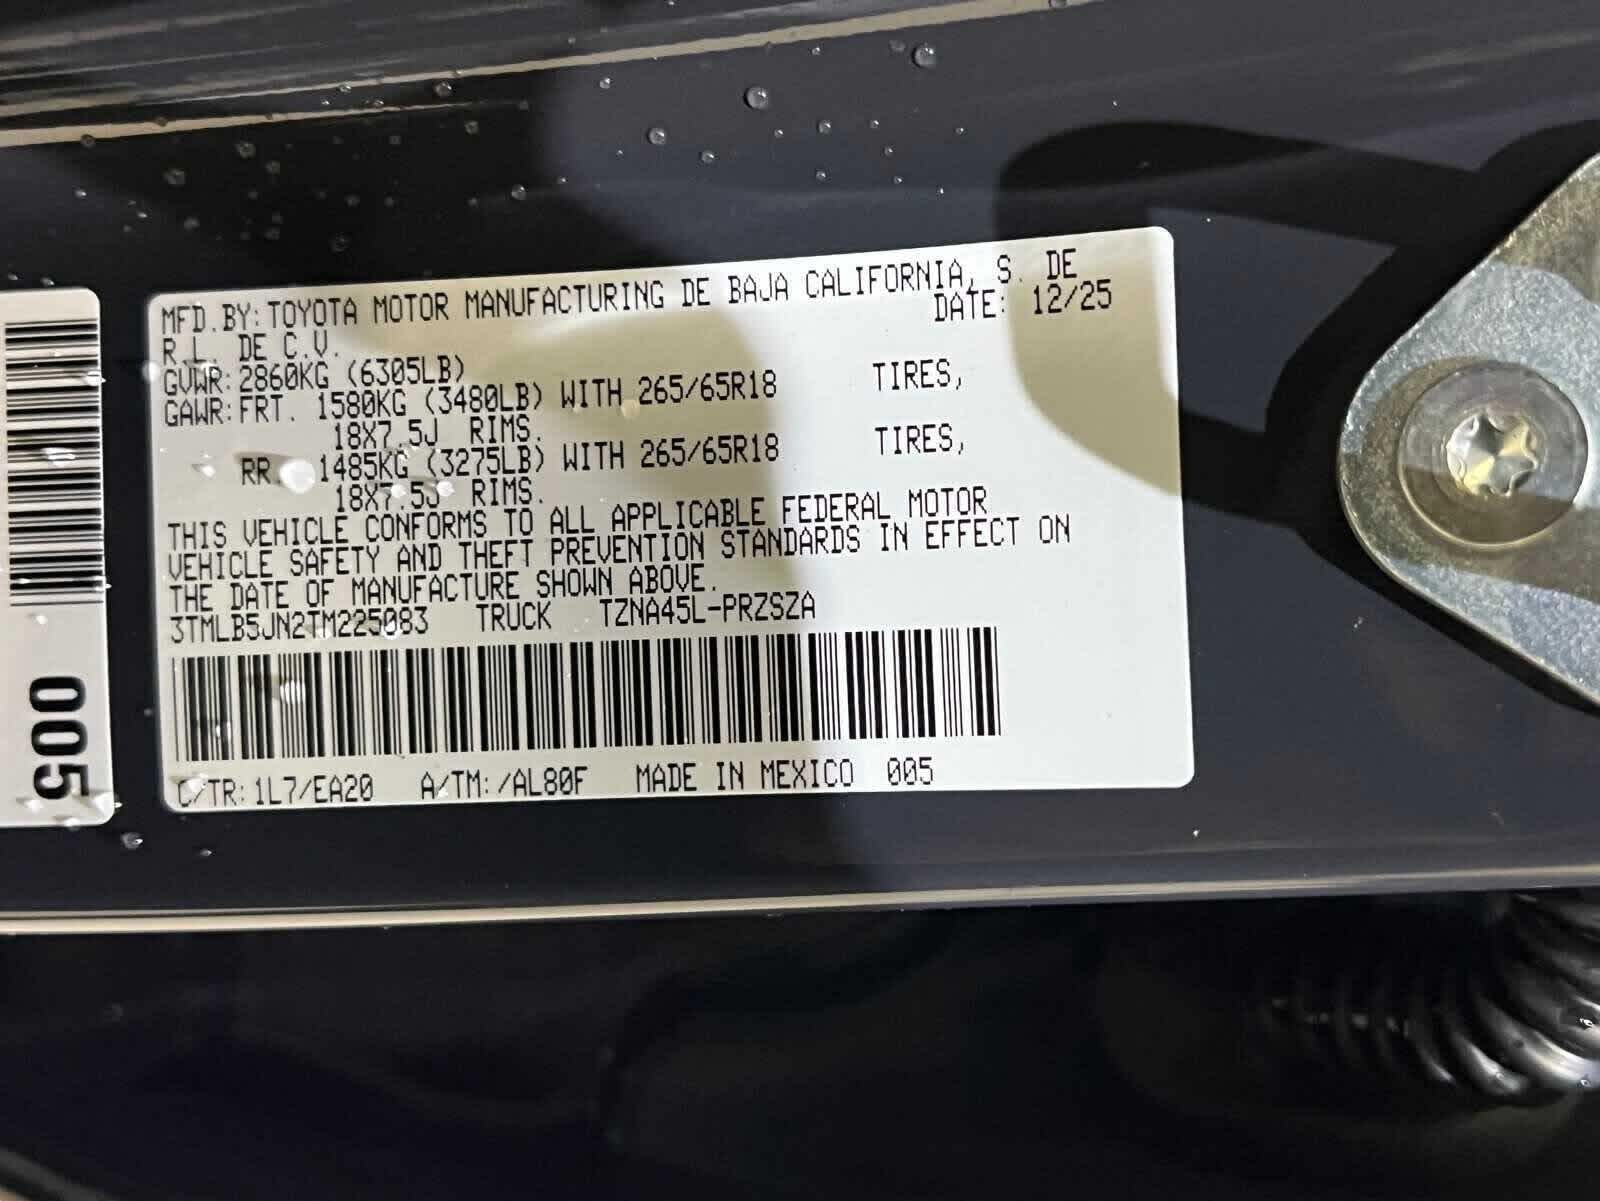 MFD.BY:TOYOTA MOTOR MANUFACTURING DE BAJA CALIFORNIA, S. DE
R L. DE C.V. DATE: 12/25
GVWR:2860KG (6305LB)
GAWR:FRT. 1580KG (3480LB) WITH 265/65R18 TIRES,
18X7.5J RIMS.
RR 1485KG (3275LB) WITH 265/65R18 TIRES,
18X7.5J RIMS.
THIS VEHICLE CONFORMS TO ALL APPLICABLE FEDERAL MOTOR
VEHICLE SAFETY AND THEFT PREVENTION STANDARDS IN EFFECT ON
THE DATE OF MANUFACTURE SHOWN ABOVE.
3TMLB5JN2TM225083 TRUCK TZNA45L-PRZSZA
C/TR:1L7/EA20 A/TM:/AL80F MADE IN MEXICO 005
005